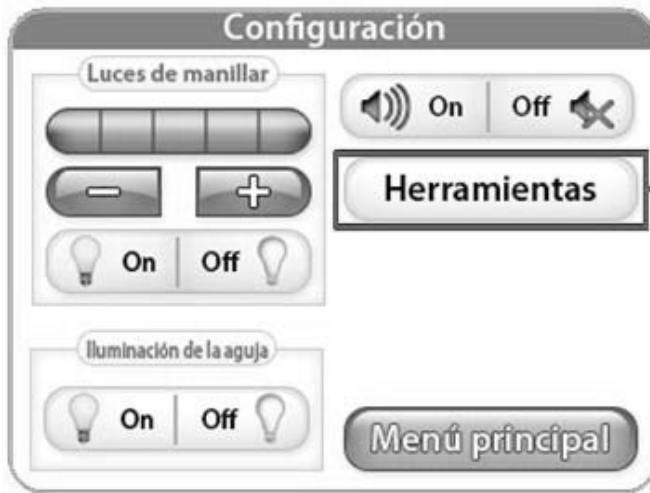 Configuración
Luces de manillar
On Off
On Off
Iluminación de la aguja
On Off
Herramientas
Menú principal